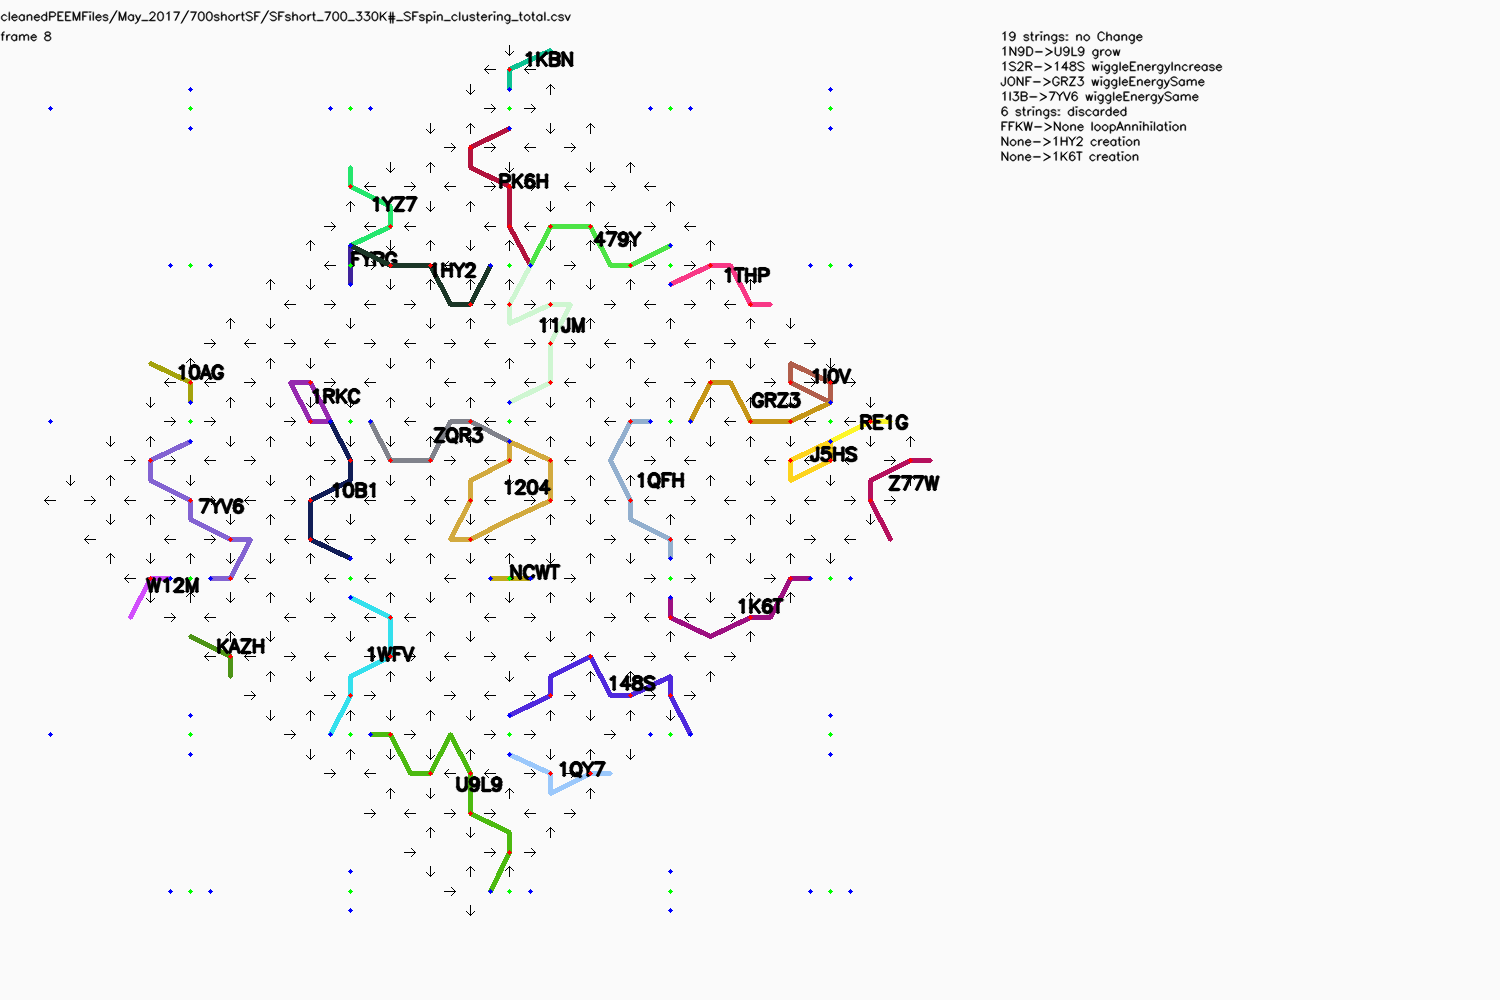 cleanedPEEMFiles/May_2017/700shortSF/SFshort_700_330K#_SFspin_clustering_total.csv
frame 8
19 strings: no Change
1N9D->U9L9 grow
1S2R->148S wiggleEnergyIncrease
JONF->GRZ3 wiggleEnergySame
1I3B->7YV6 wiggleEnergySame
6 strings: discarded
FFKW->None loopAnnihilation
None->1HY2 creation
None->1K6T creation
1KBN
PK6H
1YZ7
479Y
FYRG
1HY2
1THP
11JM
10AG
1RKC
1I0V
GRZ3
RE1G
ZQR3
J5HS
1QFH
Z77W
1204
10B1
7YV6
NCWT
W12M
1K6T
KAZH
1WFV
148S
1QY7
U9L9